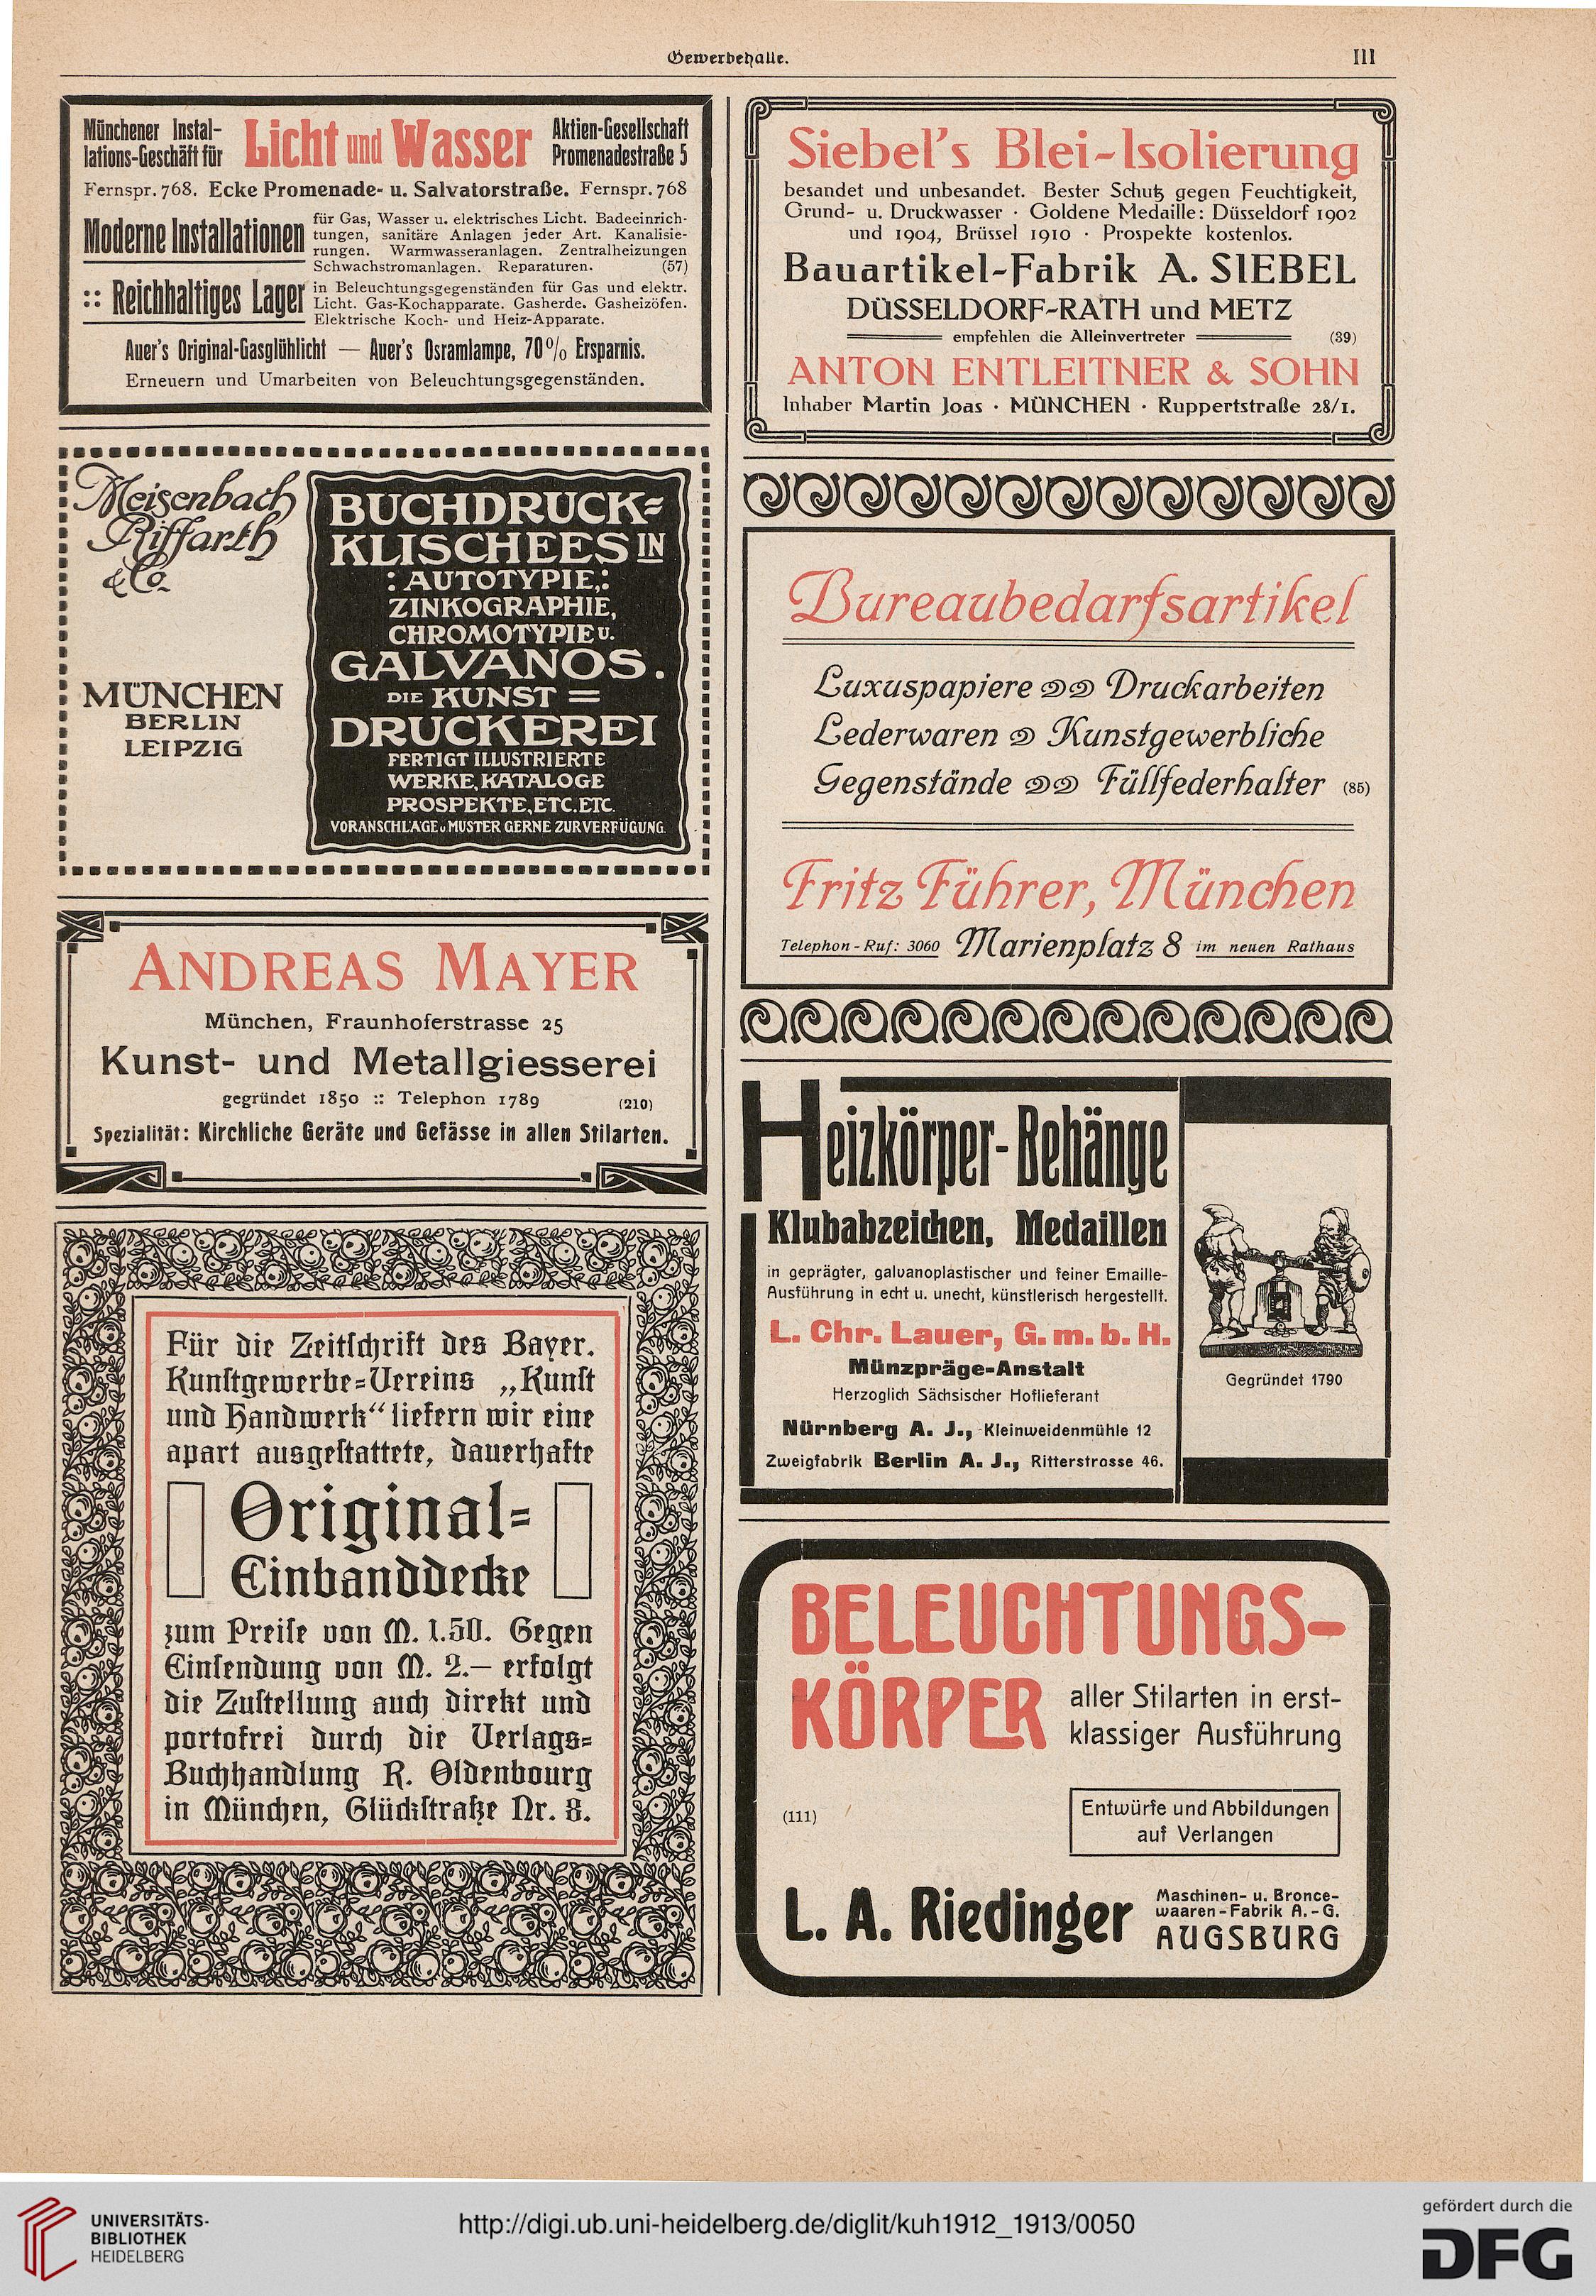 Gewerbehalle.
III
Münchener Instal-
lations-Geschäft für
Licht und Wasser
Aktien-Gesellschaft
Promenadestraße 5
Fernspr. 768. Ecke Promenade- u. Salvatorstraße. Fernspr. 768
Moderne Installationen
für Gas, Wasser u. elektrisches Licht. Badeeinrich-
tungen, sanitäre Anlagen jeder Art. Kanalisie-
rungen. Warmwasseranlagen. Zentralheizungen
Schwachstromanlagen. Reparaturen. (57)
:: Reichhaltiges Lager
in Beleuchtungsgegenständen für Gas und elektr.
Licht. Gas-Kochapparate. Gasherde. Gasheizöfen.
Elektrische Koch- und Heiz-Apparate.
Auer's Original-Gasglühlicht — Auer's Osramlampe, 70% Ersparnis.
Erneuern und Umarbeiten von Beleuchtungsgegenständen.
Meisenbach
Riffarth
& Co.
MÜNCHEN
BERLIN
LEIPZIG
BUCHDRUCK=
KLISCHEES IN
: AUTOTYPIE,:
ZINKOGRAPHIE,
CHROMOTYPIE U.
GALVANOS.
DIE KUNST =
DRUCKEREI
FERTIGT ILLUSTRIERTE
WERKE, KATALOGE
PROSPEKTE, ETC. ETC.
VORANSCHLÄGE u. MUSTER GERNE ZUR VERFÜGUNG
ANDREAS MAYER
München, Fraunhoferstrasse 25
Kunst- und Metallgiesserei
gegründet 1850 :: Telephon 1789 (210)
Spezialität: Kirchliche Geräte und Gefässe in allen Stilarten.
Für die Zeitschrift des Bayer.
Kunstgewerbe=Vereins „Kunst
und Handwerk“ liefern wir eine
apart ausgestattete, dauerhafte
Original=
Einbanddecke
zum Preise von M. 1.50. Gegen
Einsendung von M. 2.— erfolgt
die Zustellung auch direkt und
portofrei durch die Verlags=
Buchhandlung R. Oldenbourg
in München, Glückstraße Nr. 8.
Siebel's Blei-Isolierung
besandet und unbesandet. Bester Schutz gegen Feuchtigkeit,
Grund- u. Druckwasser · Goldene Medaille: Düsseldorf 1902
und 1904, Brüssel 1910 · Prospekte kostenlos.
Bauartikel-Fabrik A. SIEBEL
DÜSSELDORF-RATH und METZ
empfehlen die Alleinvertreter (39)
ANTON ENTLEITNER & SOHN
Inhaber Martin Joas · MÜNCHEN · Ruppertstraße 28/1.
Bureaubedarfsartikel
Luxuspapiere Druckarbeiten
Lederwaren Kunstgewerbliche
Gegenstände Füllfederhalter (85)
Fritz Führer, München
Telephon-Ruf: 3060 Marienplatz 8 im neuen Rathaus
Heizkörper-Behänge
Klubabzeichen, Medaillen
in geprägter, galvanoplastischer und feiner Emaille-
Ausführung in echt u. unecht, künstlerisch hergestellt.
L. Chr. Lauer, G. m. b. H.
Münzpräge-Anstalt
Herzoglich Sächsischer Hoflieferant
Nürnberg A. J., Kleinweidenmühle 12
Zweigfabrik Berlin A. J., Ritterstrasse 46.
Gegründet 1790
BELEUCHTUNGS-
KÖRPER
aller Stilarten in erst-
klassiger Ausführung
(111)
Entwürfe und Abbildungen
auf Verlangen
L. A. Riedinger
Maschinen- u. Bronce-
waaren-Fabrik A.-G.
AUGSBURG
UNIVERSITÄTS-
BIBLIOTHEK
HEIDELBERG
http://digi.ub.uni-heidelberg.de/diglit/kuh1912_1913/0050
gefördert durch die
DFG